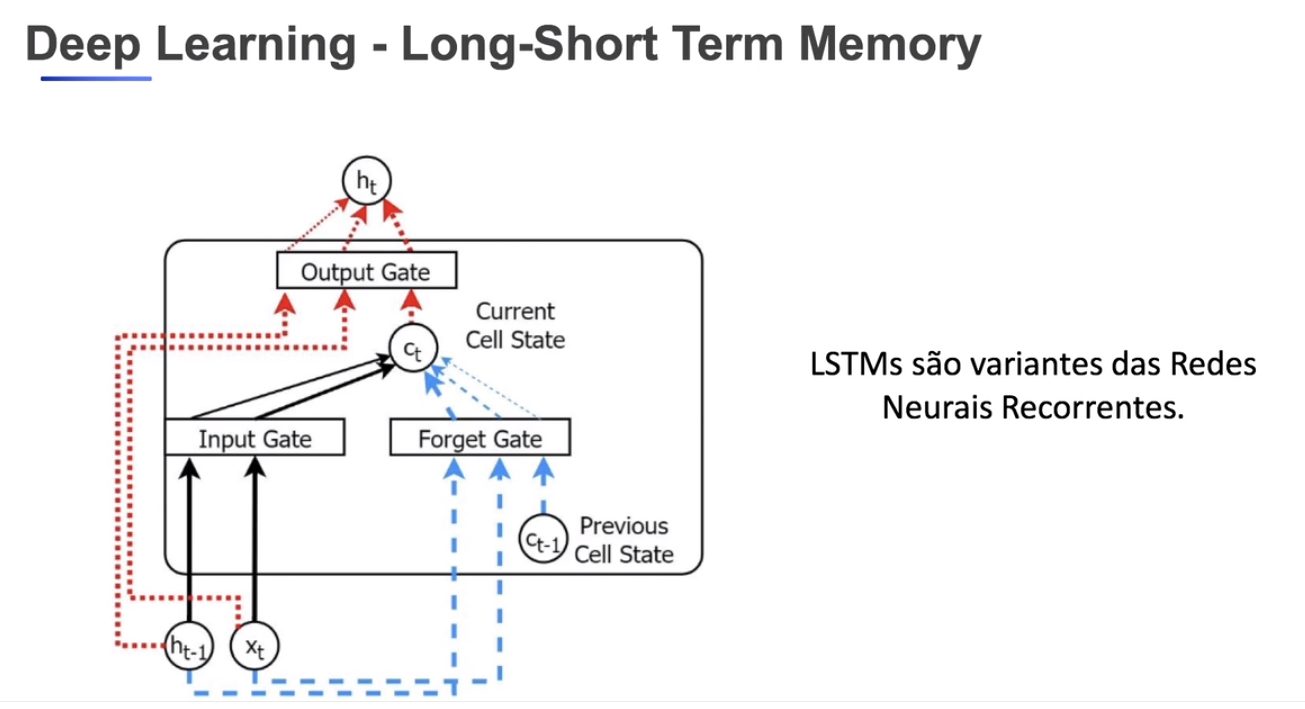 Deep Learning - Long-Short Term Memory
ht
Output Gate
Current
Cell State
ct
LSTMs são variantes das Redes
Neurais Recorrentes.
Input Gate
Forget Gate
ct-1
Previous
Cell State
ht-1
xt